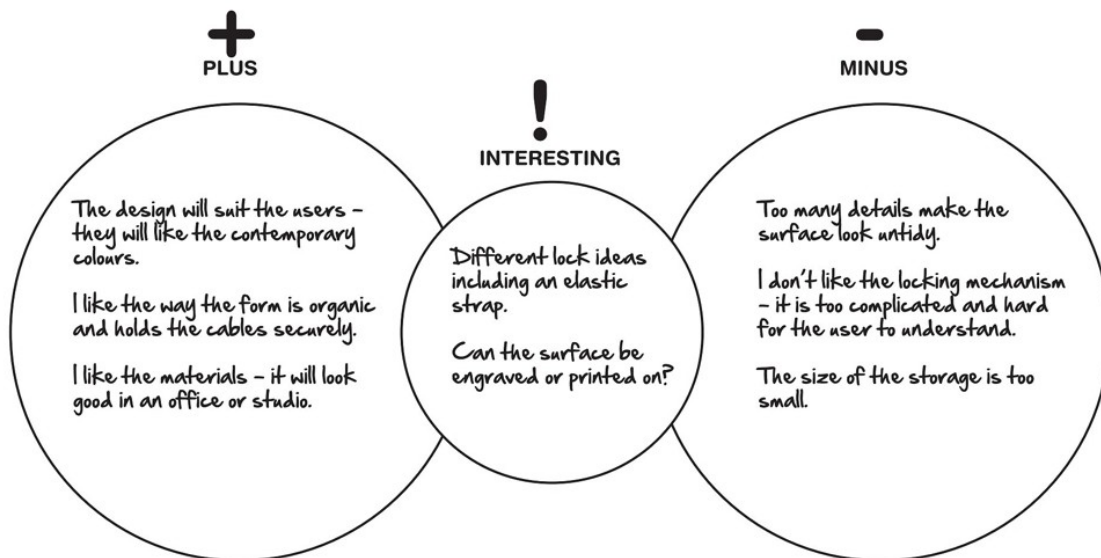 +
PLUS
The design will suit the users –
they will like the contemporary
colours.
I like the way the form is organic
and holds the cables securely.
I like the materials – it will look
good in an office or studio.
!
INTERESTING
Different lock ideas
including an elastic
strap.
Can the surface be
engraved or printed on?
-
MINUS
Too many details make the
surface look untidy.
I don't like the locking mechanism
– it is too complicated and hard
for the user to understand.
The size of the storage is too
small.